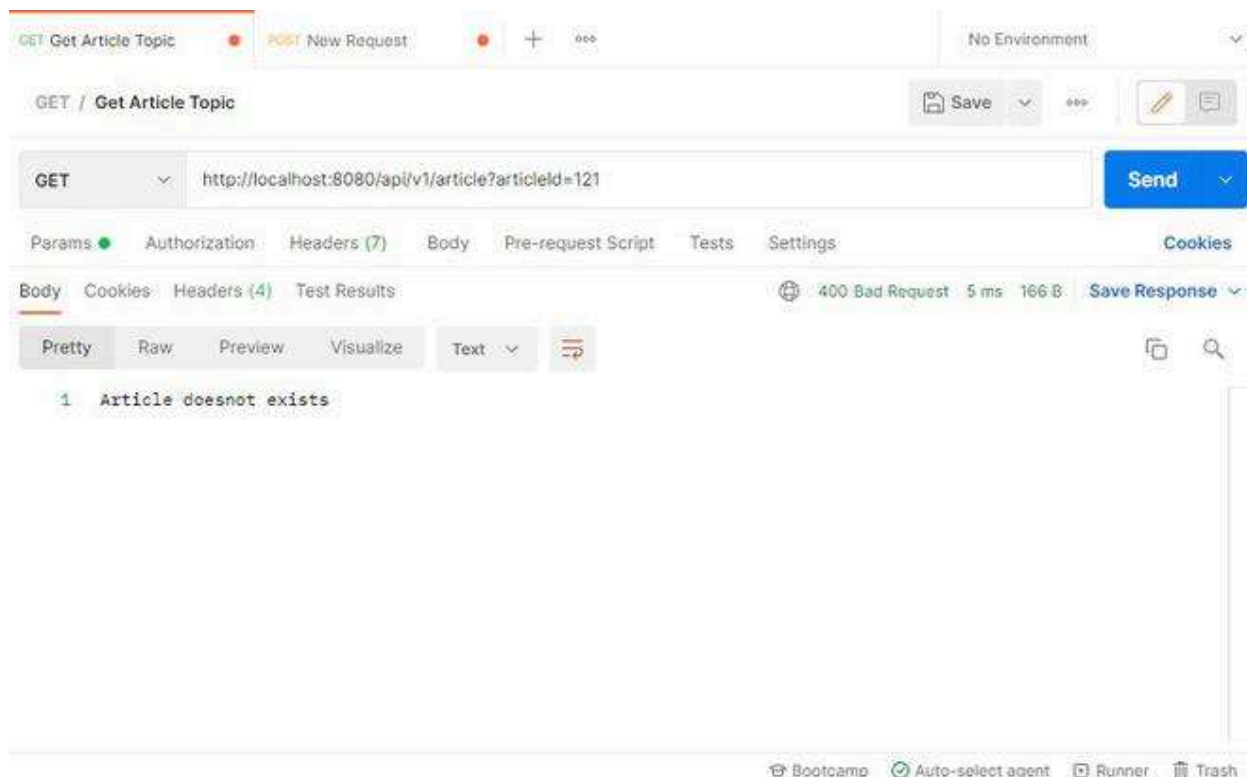 GET Get Article Topic POST New Request + ooo No Environment
GET / Get Article Topic Save ooo
GET http://localhost:8080/api/v1/article?articleId=121 Send
Params Authorization Headers (7) Body Pre-request Script Tests Settings Cookies
Body Cookies Headers (4) Test Results 400 Bad Request 5 ms 166 B Save Response
Pretty Raw Preview Visualize Text
1 Article doesnot exists
Bootcamp Auto-select agent Runner Trash